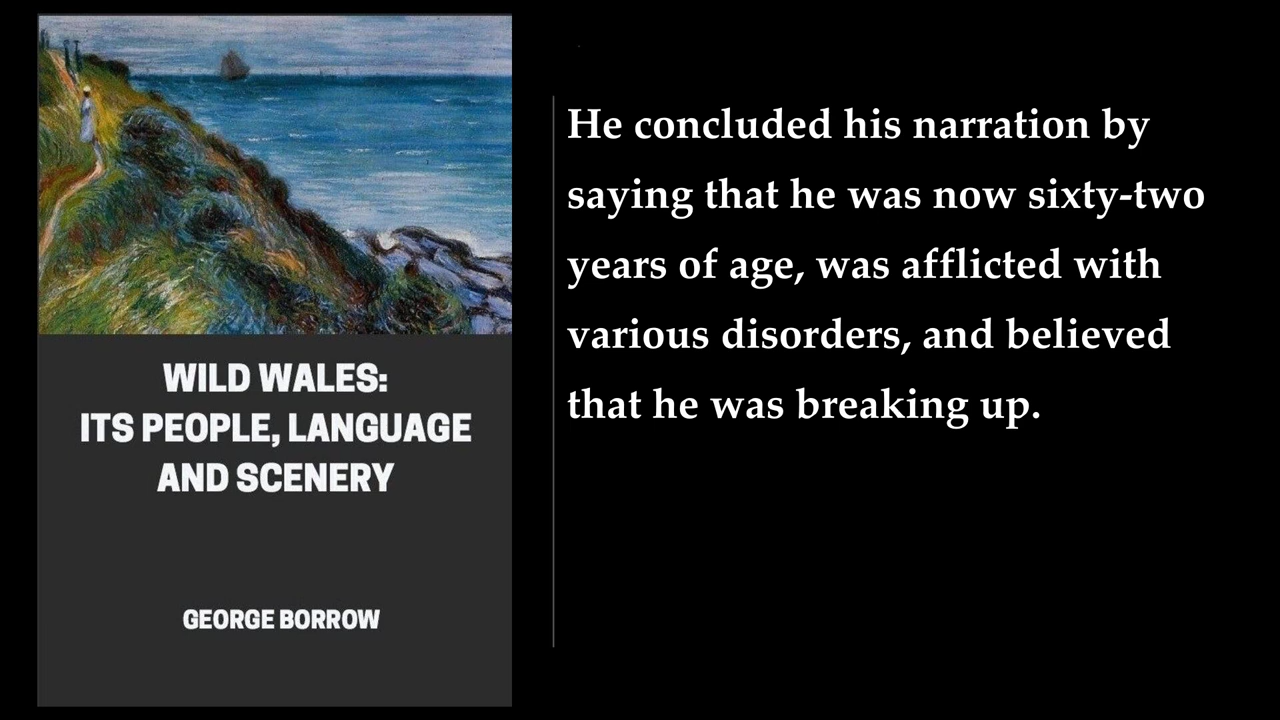 WILD WALES:
ITS PEOPLE, LANGUAGE
AND SCENERY
GEORGE BORROW
He concluded his narration by
saying that he was now sixty-two
years of age, was afflicted with
various disorders, and believed
that he was breaking up.